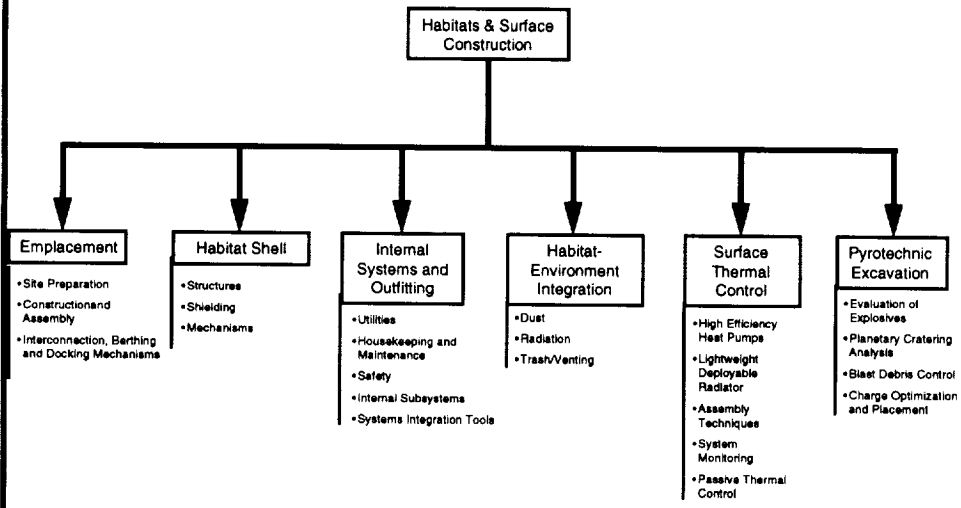 Habitats & Surface
Construction
Emplacement
•Site Preparation
•Constructionand
Assembly
•Interconnection, Berthing
and Docking Mechanisms
Habitat Shell
•Structures
•Shielding
•Mechanisms
Internal
Systems and
Outfitting
•Utilities
•Housekeeping and
Maintenance
•Safety
•Internal Subsystems
•Systems Integration Tools
Habitat-
Environment
Integration
•Dust
•Radiation
•Trash/Venting
Surface
Thermal
Control
•High Efficiency
Heat Pumps
•Lightweight
Deployable
Radiator
•Assembly
Techniques
•System
Monitoring
•Passive Thermal
Control
Pyrotechnic
Excavation
•Evaluation of
Explosives
•Planetary Cratering
Analysis
•Blast Debris Control
•Charge Optimization
and Placement